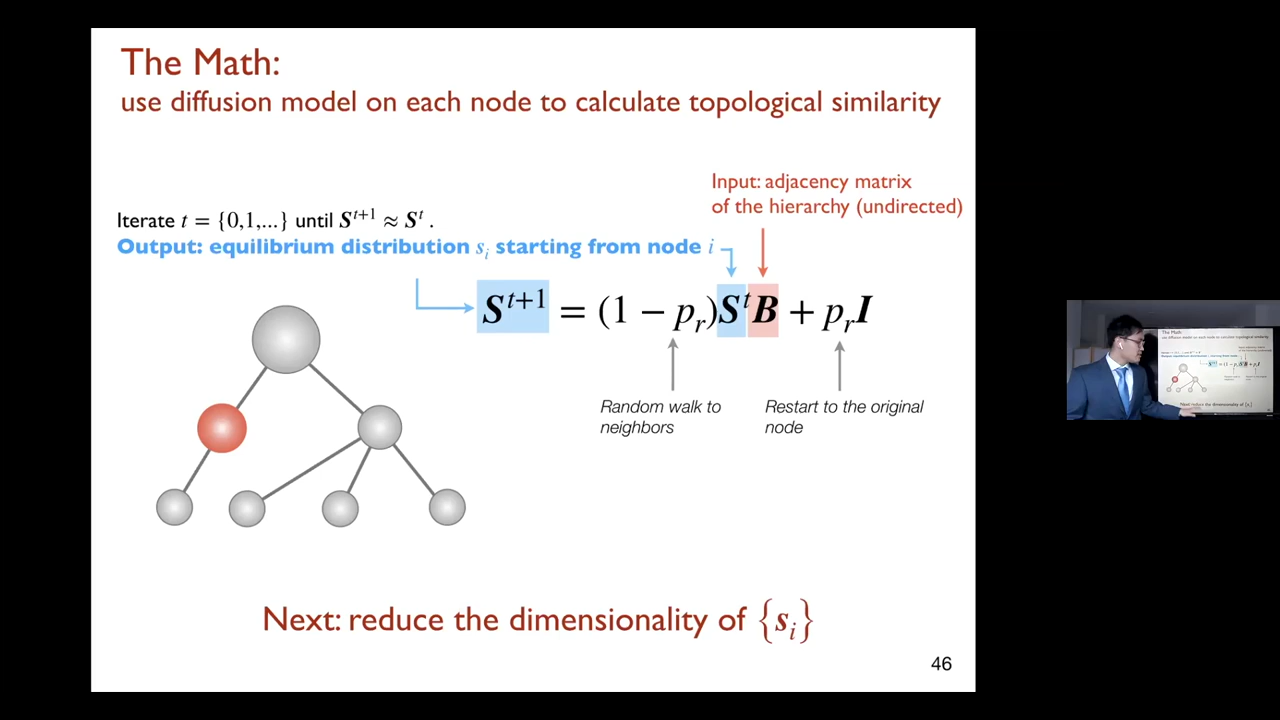 The Math:
use diffusion model on each node to calculate topological similarity
Input: adjacency matrix
of the hierarchy (undirected)
Iterate t = {0,1,...} until S^{t+1} ≈ S^t .
Output: equilibrium distribution s_i starting from node i
S^{t+1} = (1 − p_r)S^t B + p_r I
Random walk to
neighbors
Restart to the original
node
Next: reduce the dimensionality of {s_i}
46